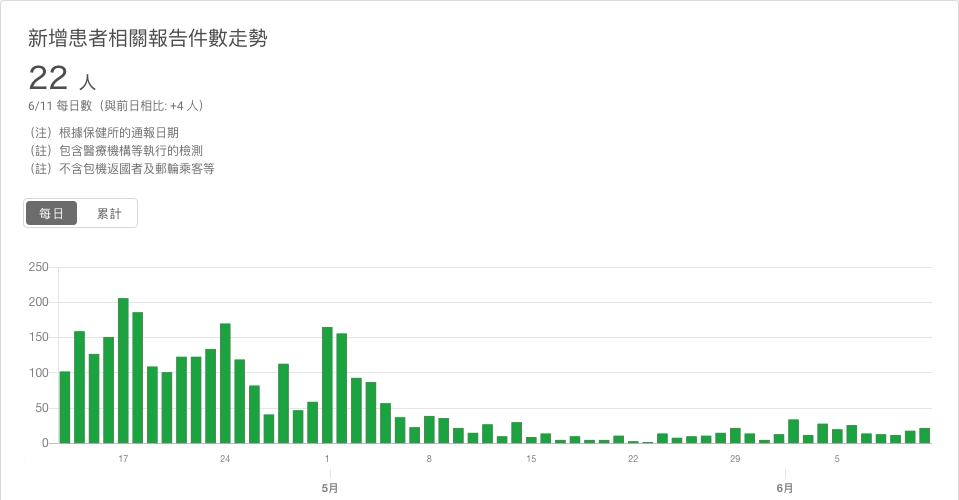 新增患者相關報告件數走勢
22 人
6/11 每日數（與前日相比: +4 人）
（注）根據保健所的通報日期
（註）包含醫療機構等執行的檢測
（註）不含包機返國者及郵輪乘客等
每日 累計
250
200
150
100
50
0
17 24 1 8 15 22 29 5
5月 6月